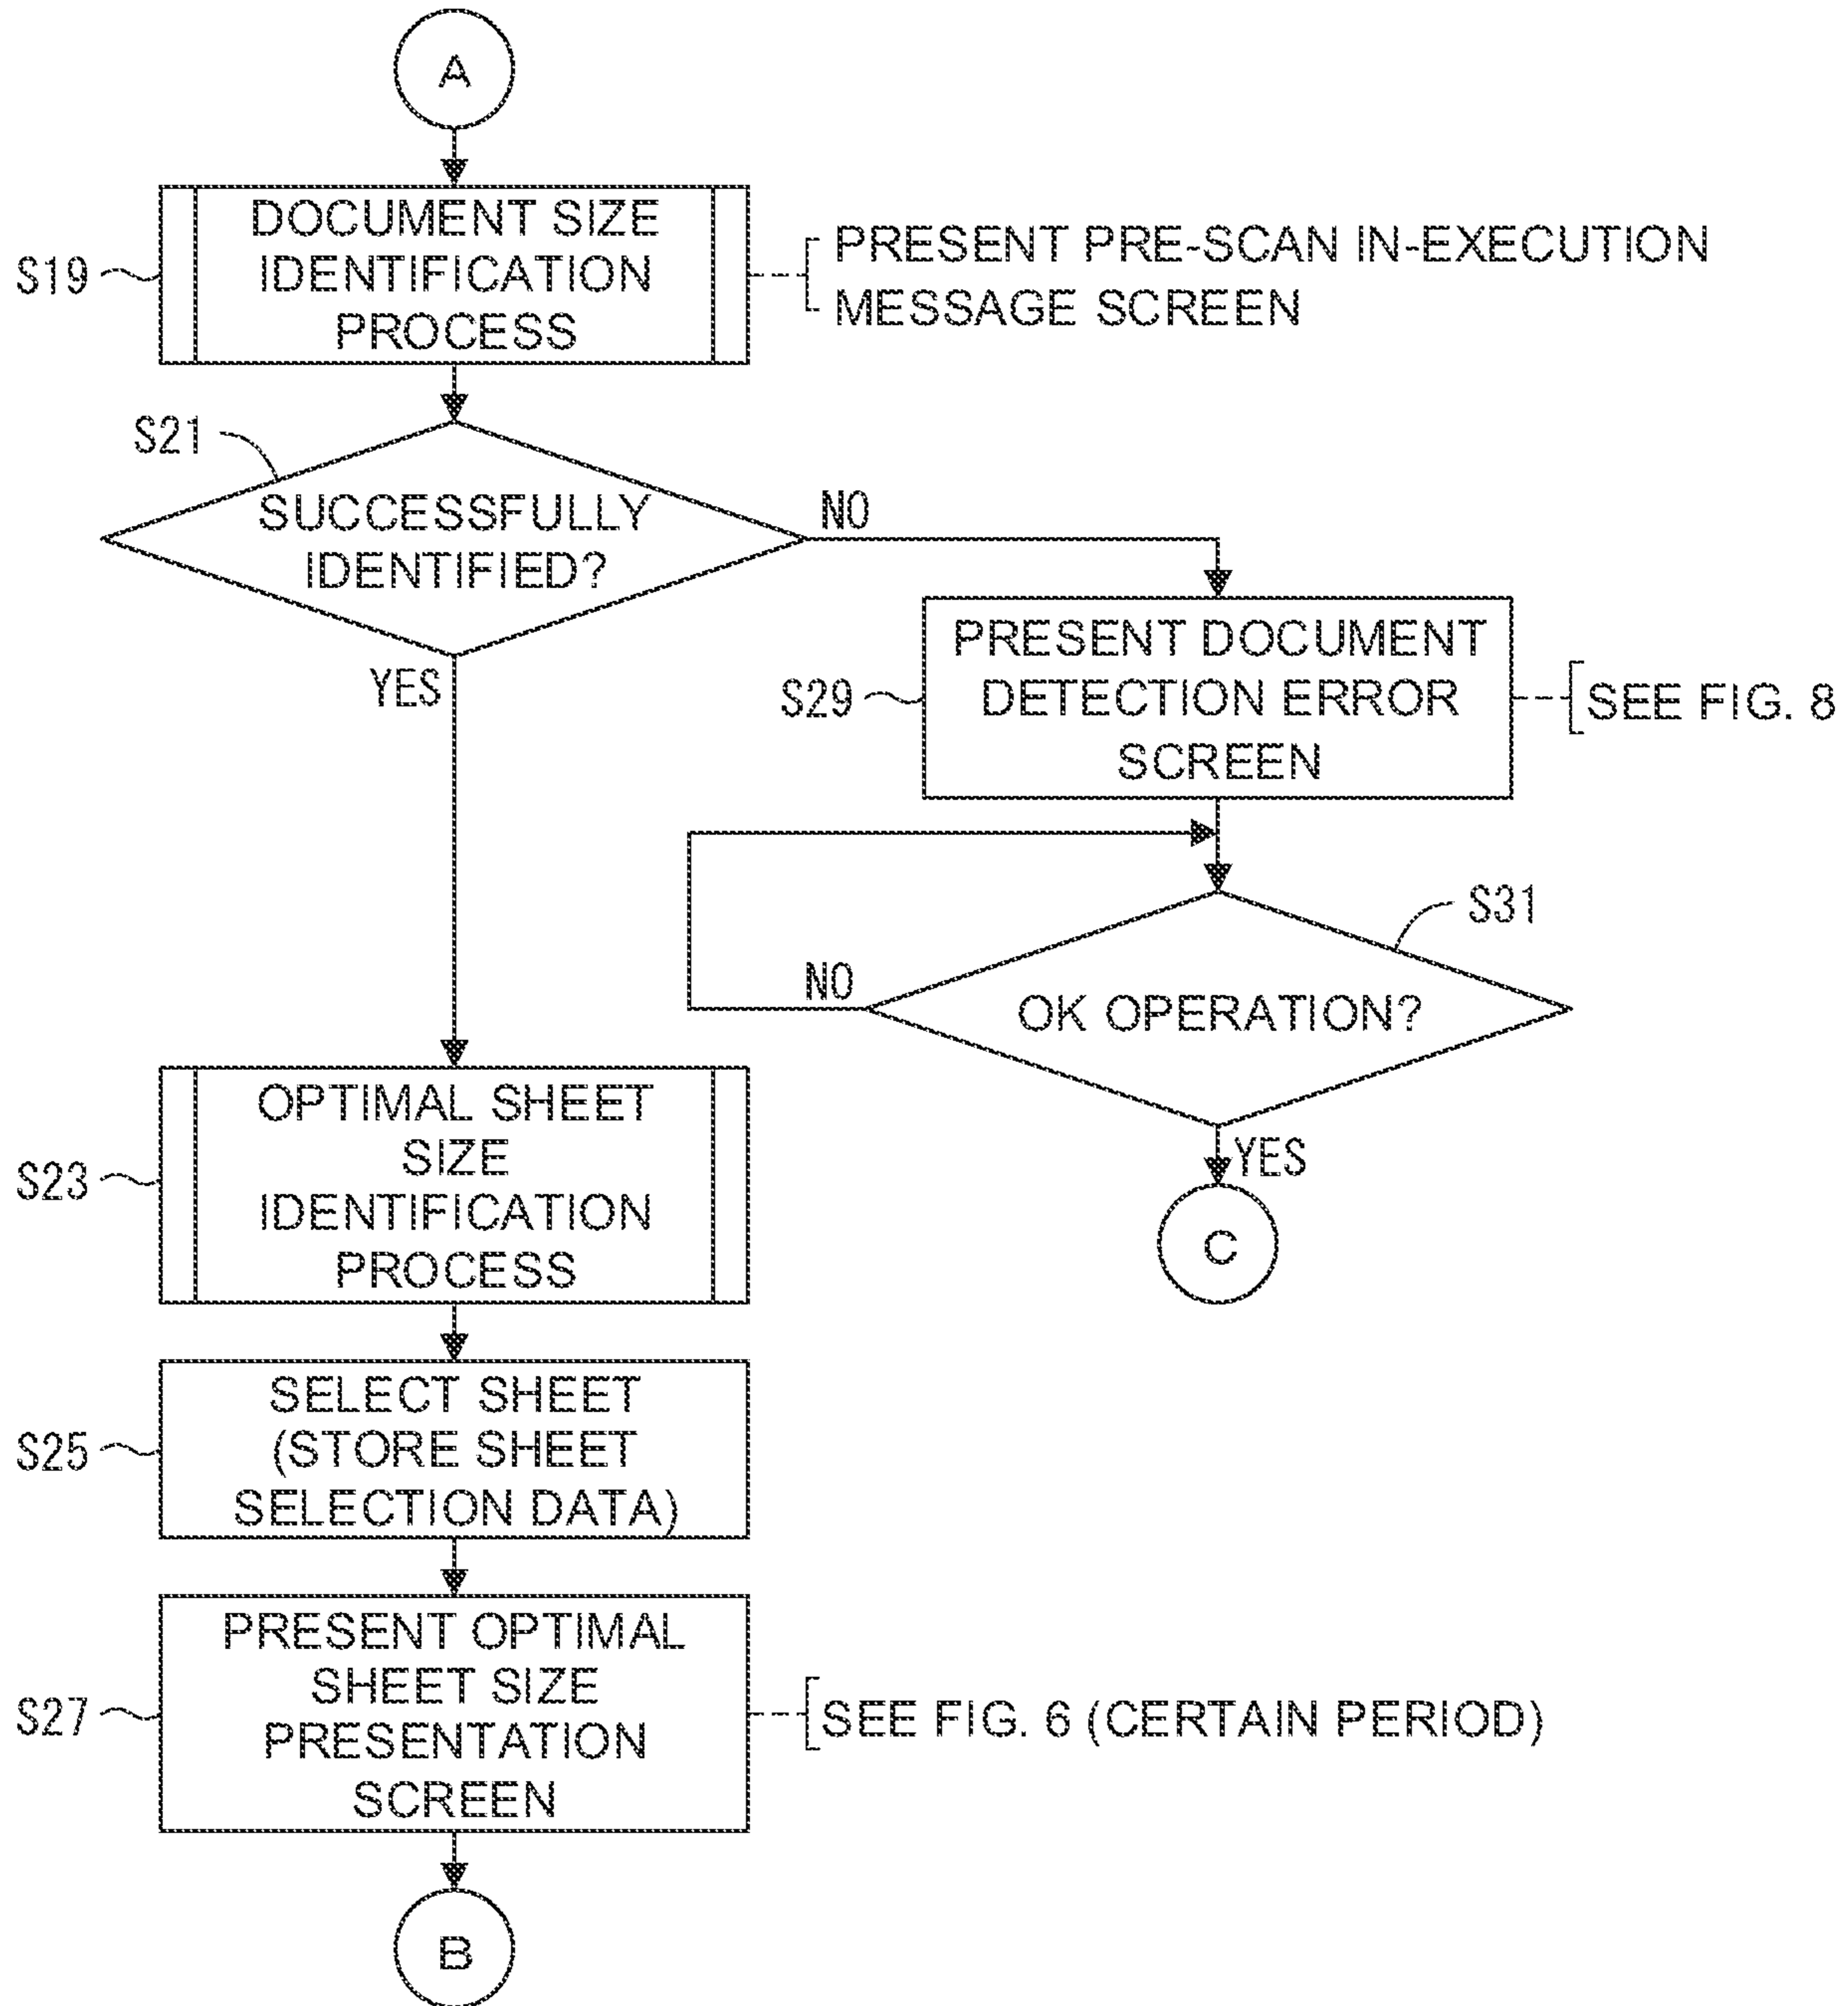 A
S19
DOCUMENT SIZE
IDENTIFICATION
PROCESS
PRESENT PRE-SCAN IN-EXECUTION
MESSAGE SCREEN
S21
SUCCESSFULLY
IDENTIFIED?
NO
YES
S29
PRESENT DOCUMENT
DETECTION ERROR
SCREEN
SEE FIG. 8
S31
OK OPERATION?
NO
YES
C
S23
OPTIMAL SHEET
SIZE
IDENTIFICATION
PROCESS
S25
SELECT SHEET
(STORE SHEET
SELECTION DATA)
S27
PRESENT OPTIMAL
SHEET SIZE
PRESENTATION
SCREEN
SEE FIG. 6 (CERTAIN PERIOD)
B